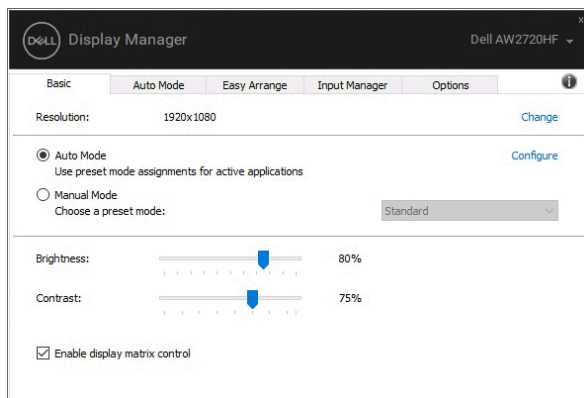 DELL Display Manager Dell AW2720HF
x
Basic Auto Mode Easy Arrange Input Manager Options i
Resolution: 1920x1080 Change
Auto Mode Configure
Use preset mode assignments for active applications
Manual Mode
Choose a preset mode: Standard
Brightness: 80%
Contrast: 75%
Enable display matrix control